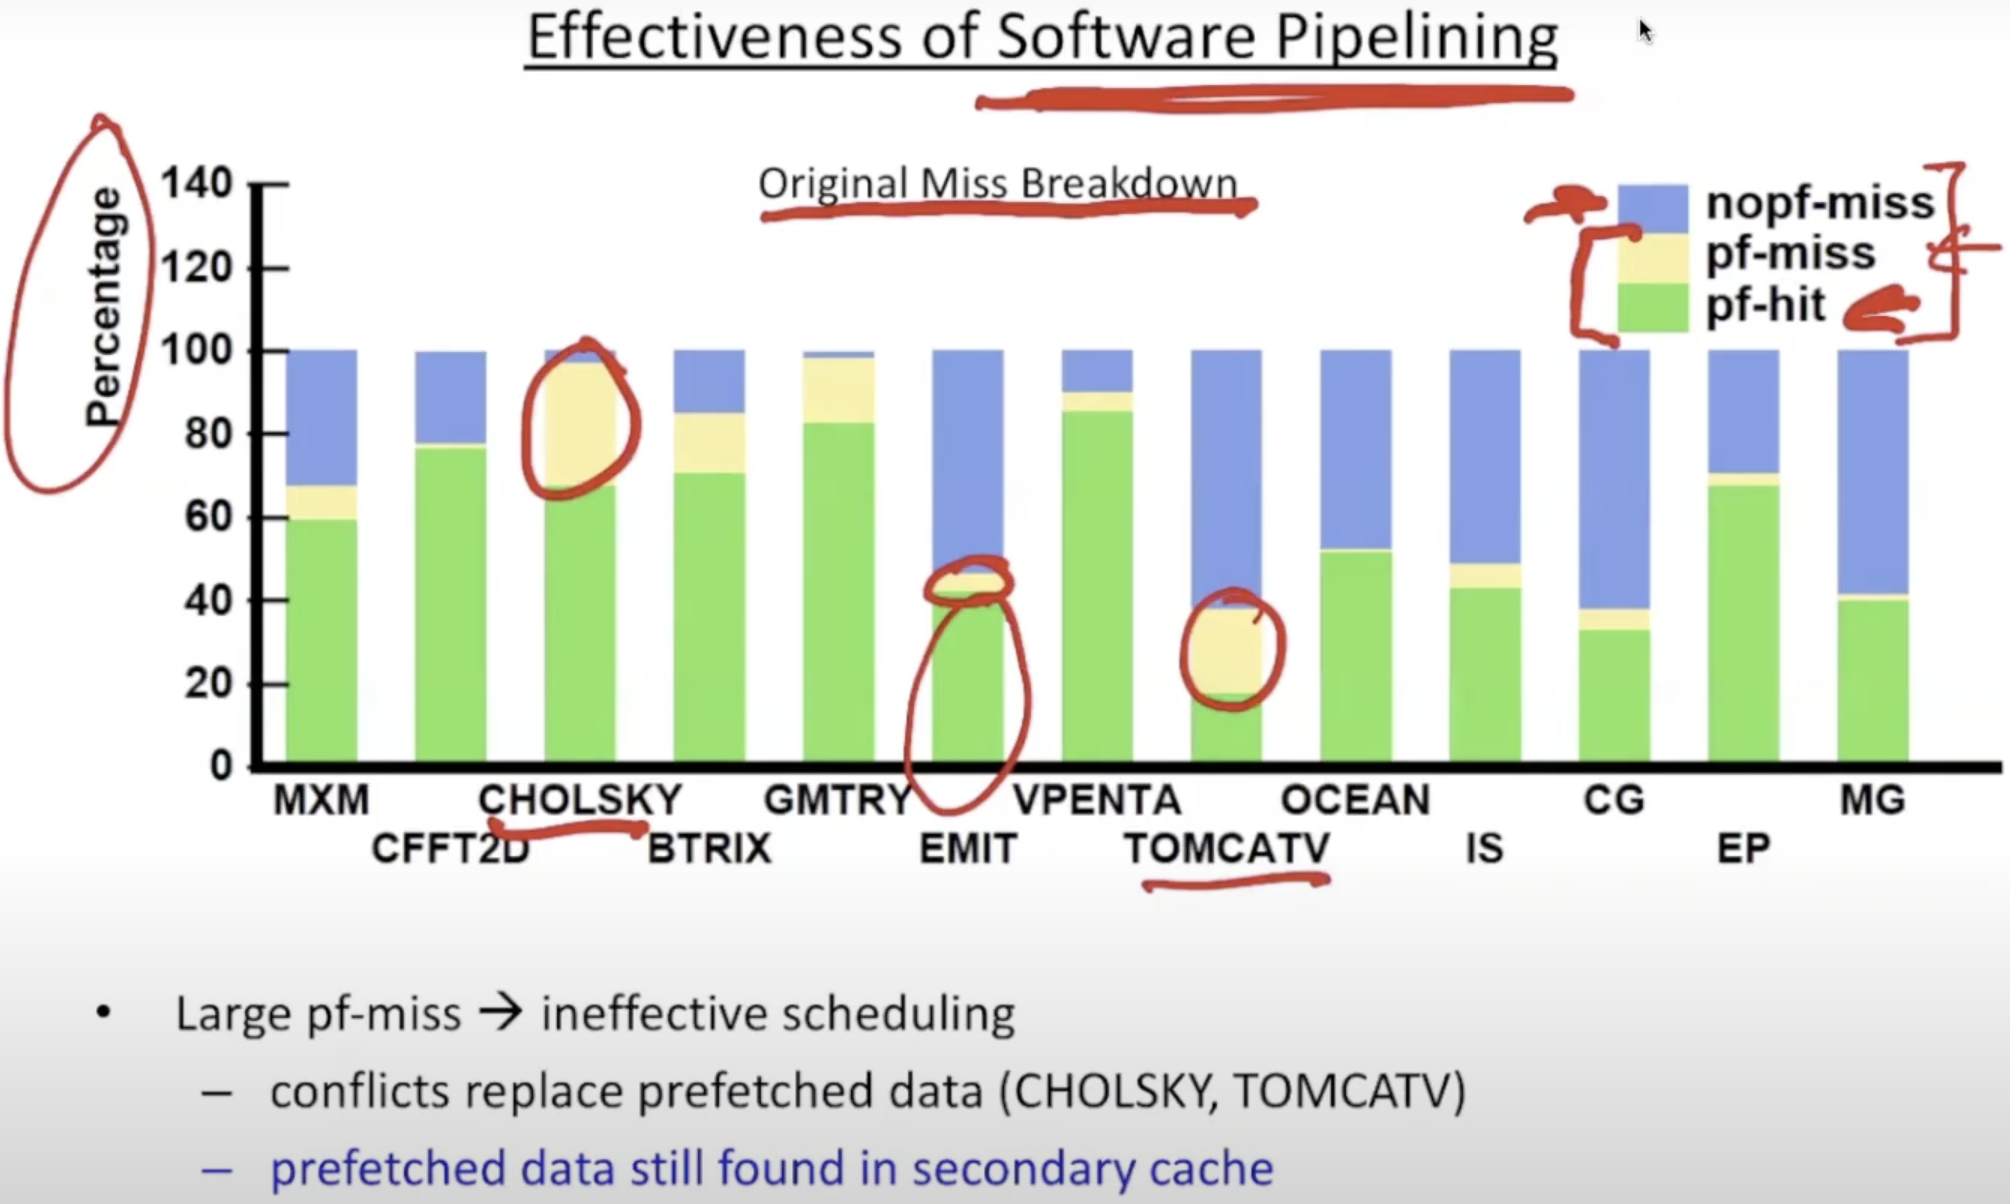 Effectiveness of Software Pipelining
Original Miss Breakdown
Percentage
140
120
100
80
60
40
20
0
nopf-miss
pf-miss
pf-hit
MXM CHOLSKY GMTRY VPENTA OCEAN CG MG
CFFT2D BTRIX EMIT TOMCATV IS EP
• Large pf-miss → ineffective scheduling
– conflicts replace prefetched data (CHOLSKY, TOMCATV)
– prefetched data still found in secondary cache